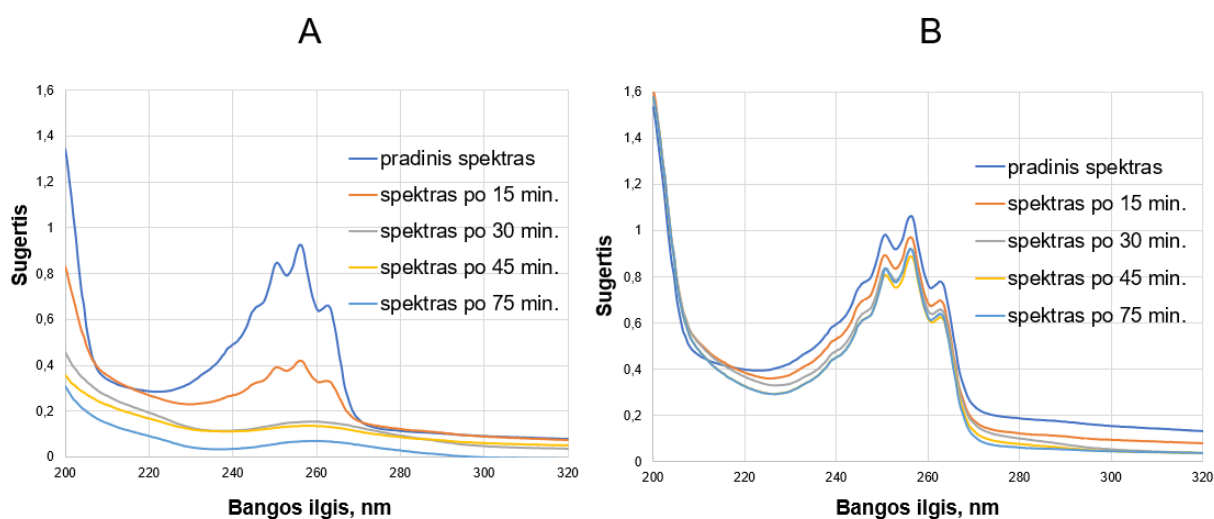 A
1,6
1,4
1,2
1
0,8
0,6
0,4
0,2
0
Sugertis
pradinis spektras
spektras po 15 min.
spektras po 30 min.
spektras po 45 min.
spektras po 75 min.
200 220 240 260 280 300 320
Bangos ilgis, nm
B
1,6
1,4
1,2
1
0,8
0,6
0,4
0,2
0
Sugertis
pradinis spektras
spektras po 15 min.
spektras po 30 min.
spektras po 45 min.
spektras po 75 min.
200 220 240 260 280 300 320
Bangos ilgis, nm